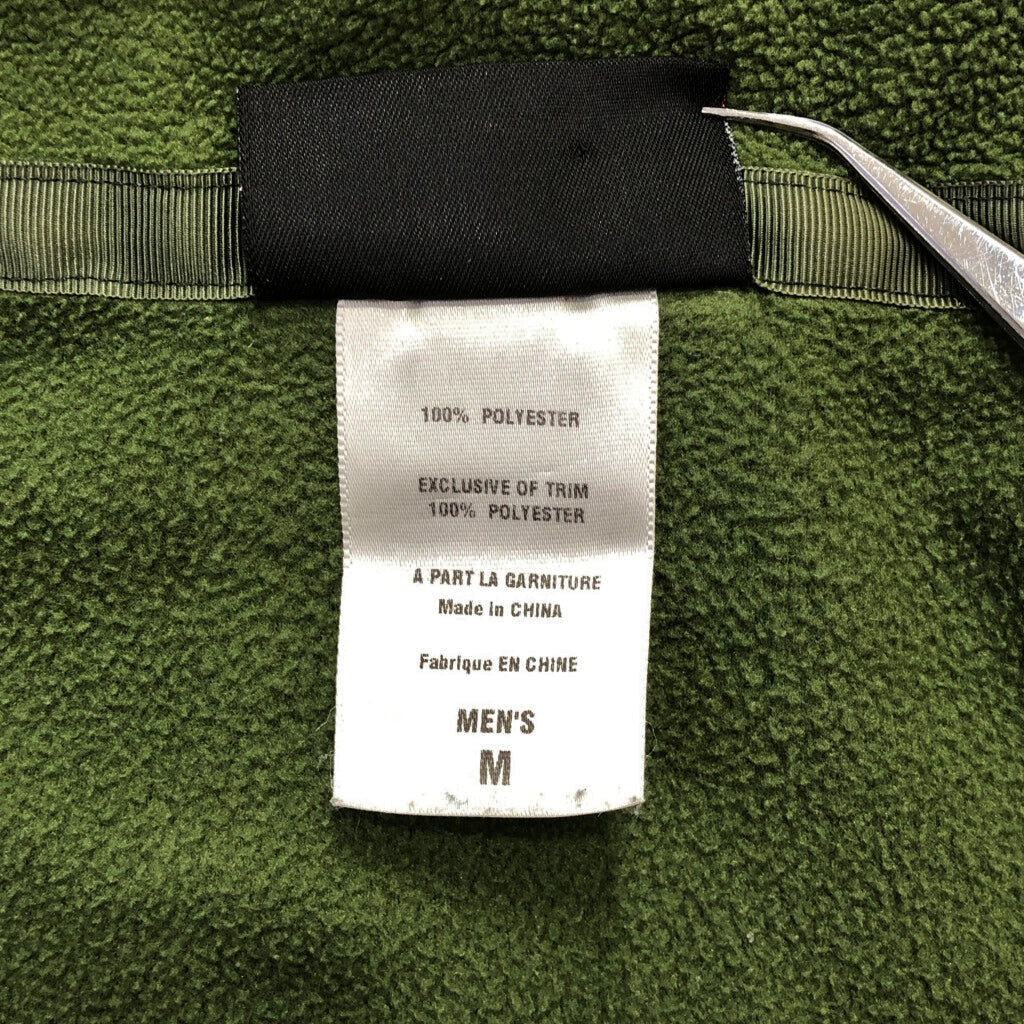 100% POLYESTER
EXCLUSIVE OF TRIM
100% POLYESTER
A PART LA GARNITURE
Made in CHINA
Fabrique EN CHINE
MEN'S
M